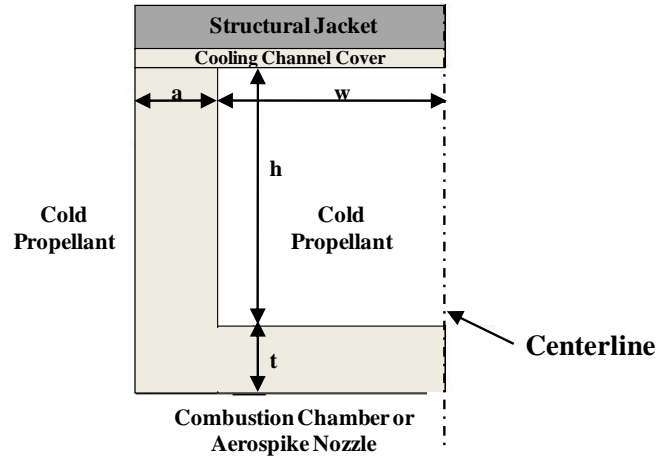 Structural Jacket
Cooling Channel Cover
a
w
h
Cold
Propellant
Cold
Propellant
Centerline
t
Combustion Chamber or
Aerospike Nozzle